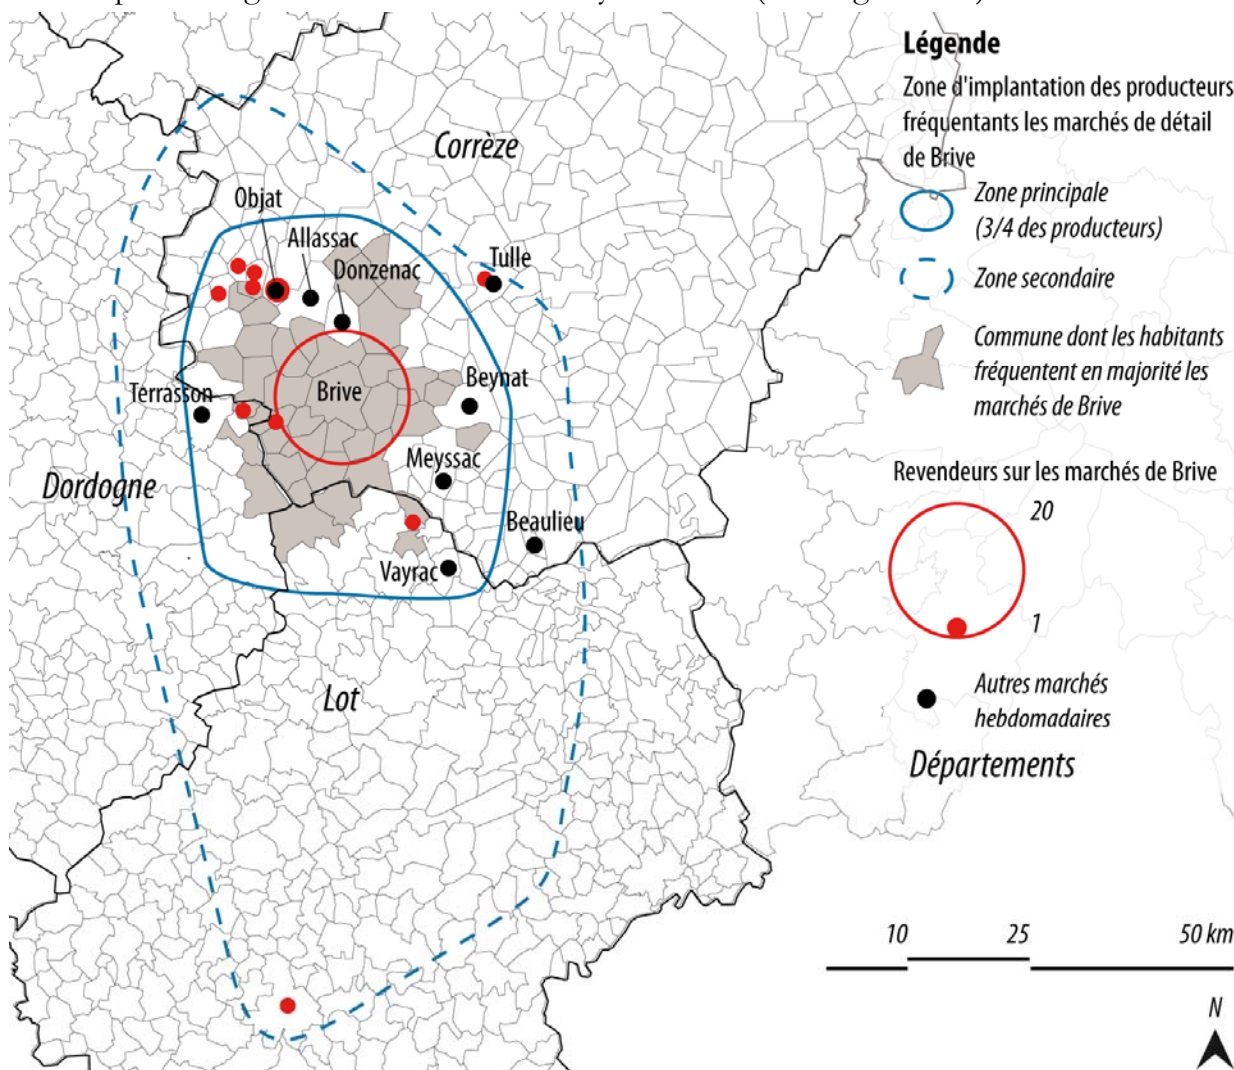 Légende
Zone d'implantation des producteurs
fréquentants les marchés de détail
de Brive
Zone principale
(3/4 des producteurs)
Zone secondaire
Commune dont les habitants
fréquentent en majorité les
marchés de Brive
Revendeurs sur les marchés de Brive
20
1
Autres marchés
hebdomadaires
Départements
Corrèze
Objat
Allassac
Donzenac
Tulle
Terrasson
Brive
Beynat
Meyssac
Dordogne
Beaulieu
Vayrac
Lot
10 25 50 km
N